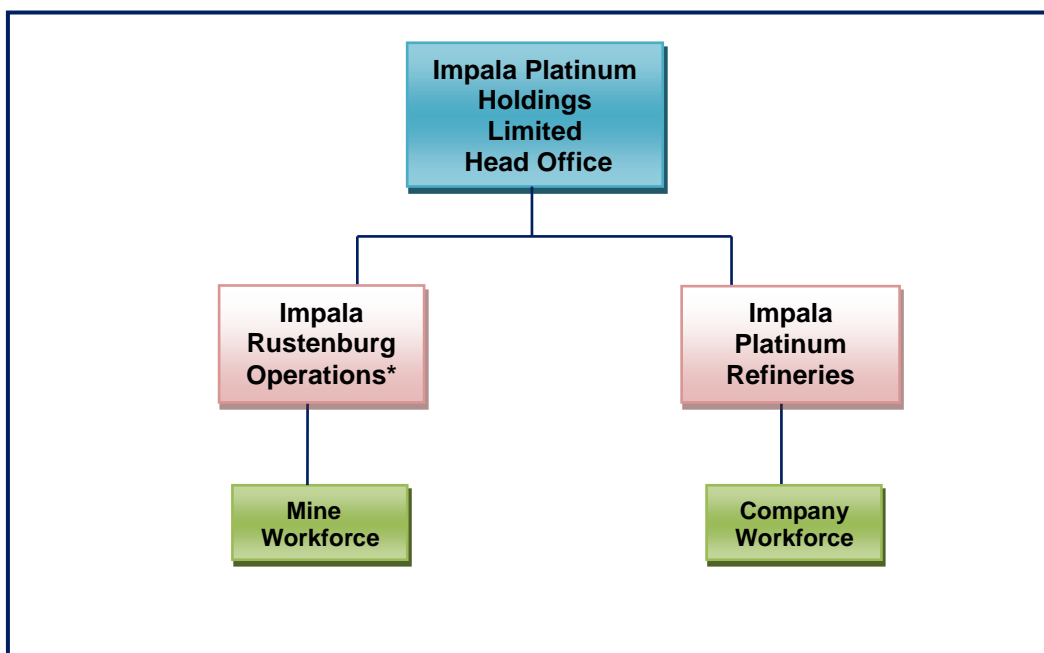 Impala Platinum
Holdings
Limited
Head Office
Impala
Rustenburg
Operations*
Impala
Platinum
Refineries
Mine
Workforce
Company
Workforce